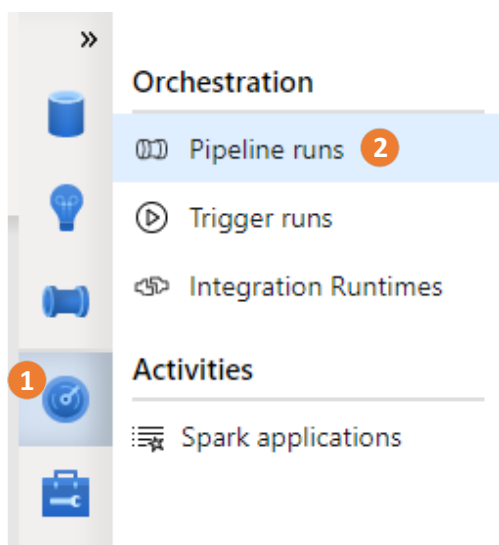 »
Orchestration
Pipeline runs 2
Trigger runs
Integration Runtimes
1
Activities
Spark applications